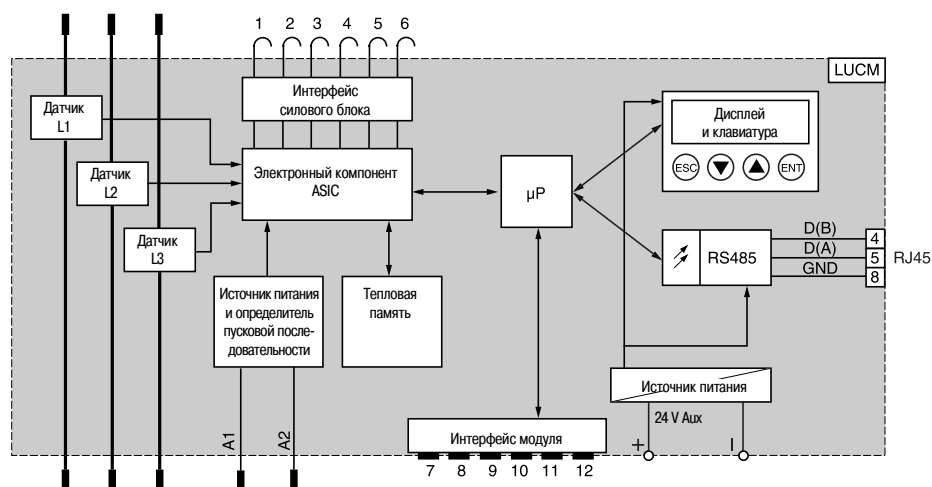 1 2 3 4 5 6
LUCM
Интерфейс
силового блока
Датчик
L1
Дисплей
и клавиатура
ESC ENT
Электронный компонент
ASIC
Датчик
L2
µP
Датчик
L3
RS485
D(B)
4
D(A)
5
RJ45
GND
8
Источник питания
и определитель
пусковой после-
довательности
Тепловая
память
Источник питания
24 V Aux
A1
A2
Интерфейс модуля
+ –
7 8 9 10 11 12